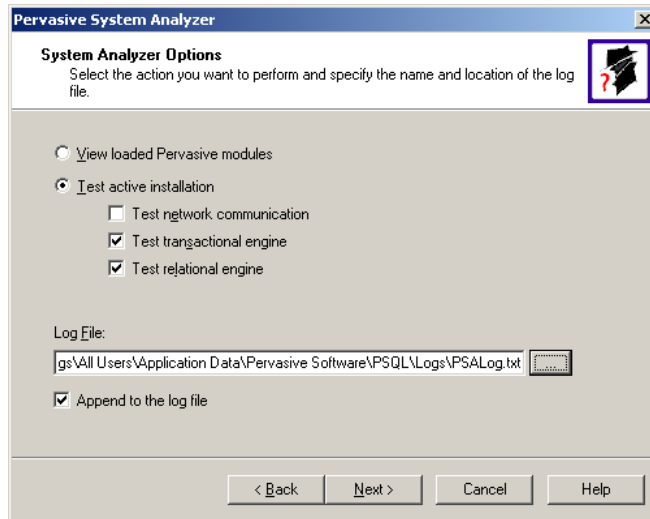 Pervasive System Analyzer
System Analyzer Options
Select the action you want to perform and specify the name and location of the log
file.
?
View loaded Pervasive modules
Test active installation
Test network communication
Test transactional engine
Test relational engine
Log File:
gs\All Users\Application Data\Pervasive Software\PSQL\Logs\PSALog.txt ...
Append to the log file
< Back Next > Cancel Help